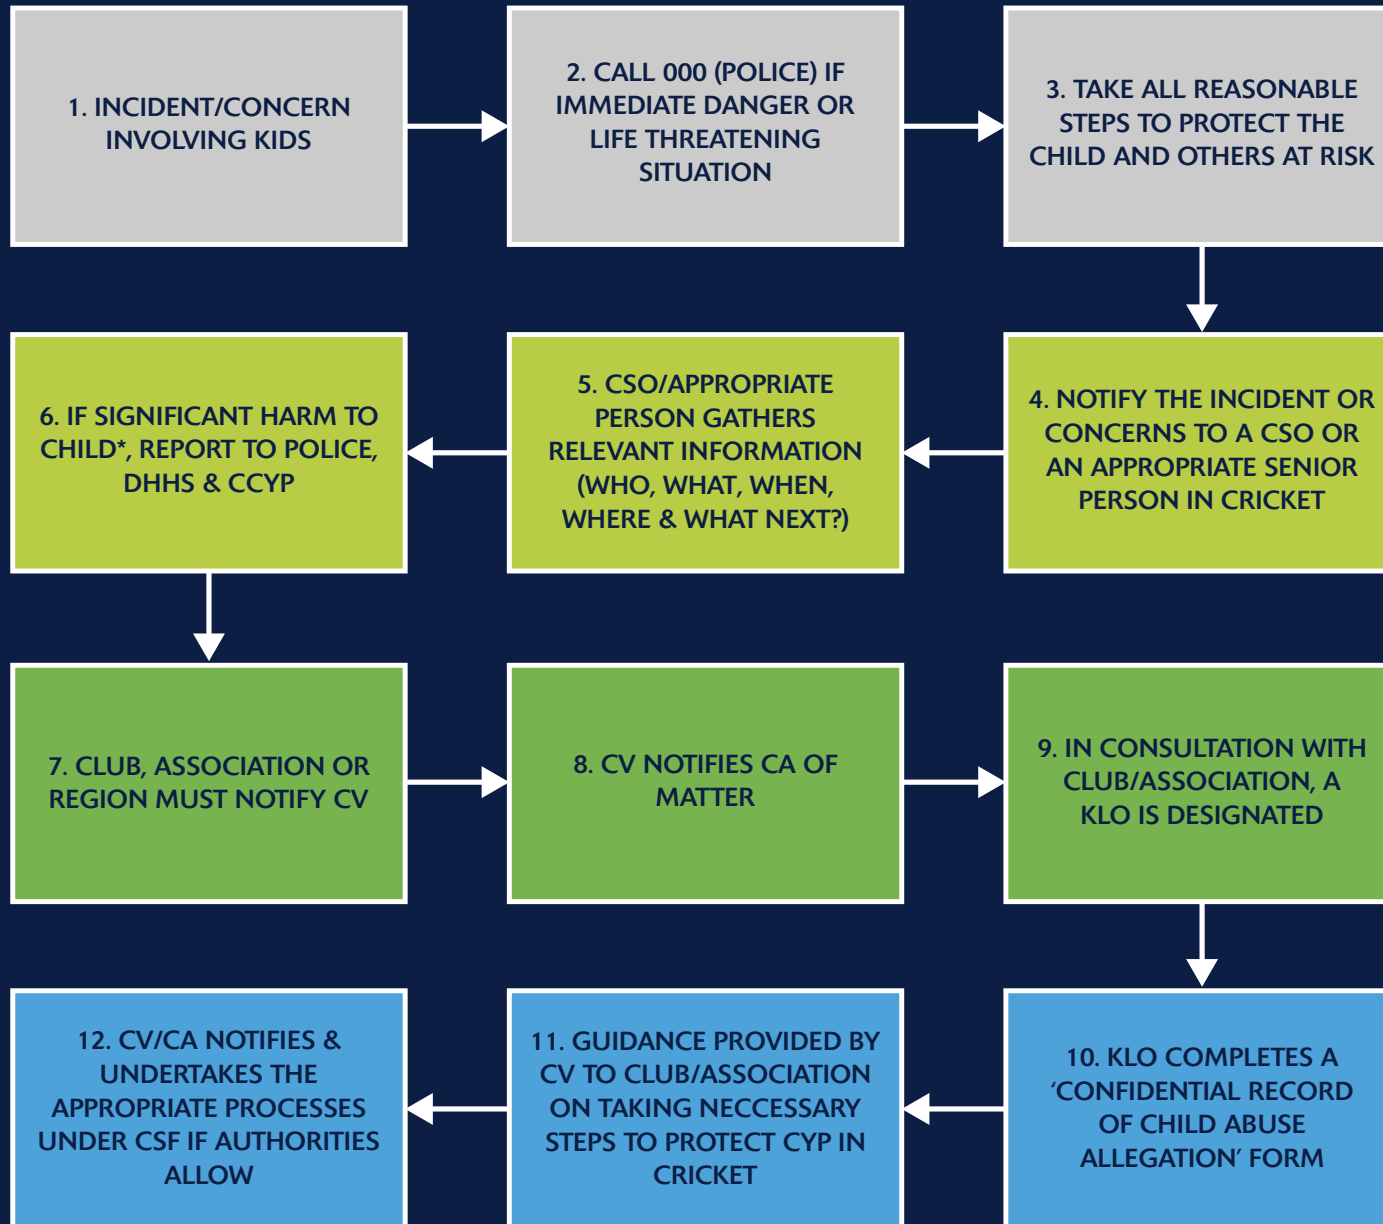 1. INCIDENT/CONCERN
INVOLVING KIDS
2. CALL 000 (POLICE) IF
IMMEDIATE DANGER OR
LIFE THREATENING
SITUATION
3. TAKE ALL REASONABLE
STEPS TO PROTECT THE
CHILD AND OTHERS AT RISK
4. NOTIFY THE INCIDENT OR
CONCERNS TO A CSO OR
AN APPROPRIATE SENIOR
PERSON IN CRICKET
5. CSO/APPROPRIATE
PERSON GATHERS
RELEVANT INFORMATION
(WHO, WHAT, WHEN,
WHERE & WHAT NEXT?)
6. IF SIGNIFICANT HARM TO
CHILD*, REPORT TO POLICE,
DHHS & CCYP
7. CLUB, ASSOCIATION OR
REGION MUST NOTIFY CV
8. CV NOTIFIES CA OF
MATTER
9. IN CONSULTATION WITH
CLUB/ASSOCIATION, A
KLO IS DESIGNATED
10. KLO COMPLETES A
‘CONFIDENTIAL RECORD
OF CHILD ABUSE
ALLEGATION’ FORM
11. GUIDANCE PROVIDED BY
CV TO CLUB/ASSOCIATION
ON TAKING NECCESSARY
STEPS TO PROTECT CYP IN
CRICKET
12. CV/CA NOTIFIES &
UNDERTAKES THE
APPROPRIATE PROCESSES
UNDER CSF IF AUTHORITIES
ALLOW